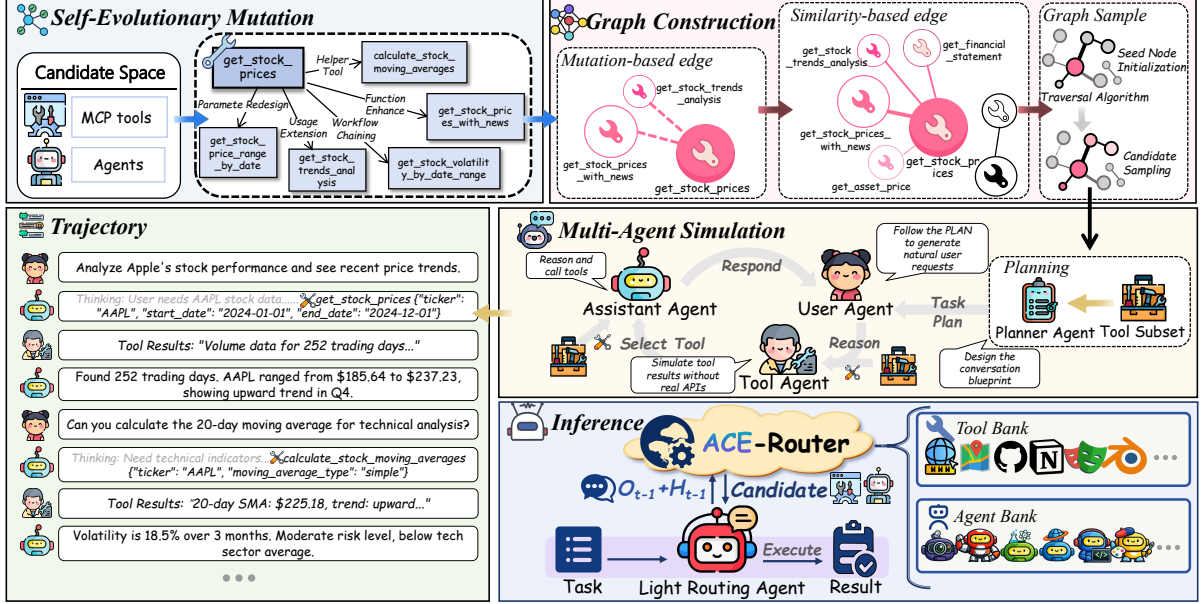 Self-Evolutionary Mutation
Candidate Space
MCP tools
Agents
get_stock_
prices
Helper
Tool
calculate_stock_
moving_averages
Paramete Redesign
Function
Enhance
Usage
Extension
Workflow
Chaining
get_stock_pric
es_with_news
get_stock_
price_range
_by_date
get_stock_
trends_anal
ysis
get_stock_volatilit
y_by_date_range
Graph Construction
Mutation-based edge
get_stock_trends
_analysis
get_stock_prices
_with_news
get_stock_prices
Similarity-based edge
get_stock
_trends_analysis
get_financial
_statement
get_stock_prices_
with_news
get_stock_pr
ices
get_asset_price
Graph Sample
Seed Node
Initialization
Traversal Algorithm
Candidate
Sampling
Trajectory
Analyze Apple's stock performance and see recent price trends.
Thinking: User needs AAPL stock data..... get_stock_prices {"ticker":
"AAPL", "start_date": "2024-01-01", "end_date": "2024-12-01"}
Tool Results: "Volume data for 252 trading days..."
Found 252 trading days. AAPL ranged from $185.64 to $237.23,
showing upward trend in Q4.
Can you calculate the 20-day moving average for technical analysis?
Thinking: Need technical indicators... calculate_stock_moving_averages
{"ticker": "AAPL", "moving_average_type": "simple"}
Tool Results: "20-day SMA: $225.18, trend: upward..."
Volatility is 18.5% over 3 months. Moderate risk level, below tech
sector average.
Multi-Agent Simulation
Reason and
call tools
Respond
Follow the PLAN
to generate
natural user
requests
Assistant Agent
User Agent
Planning
Planner Agent
Tool Subset
Task
Plan
Select Tool
Reason
Simulate tool
results without
real APIs
Tool Agent
Design the
conversation
blueprint
Inference
ACE-Router
O t-1 +H t-1
Candidate
Task
Light Routing Agent
Execute
Result
Tool Bank
WWW
N
Agent Bank